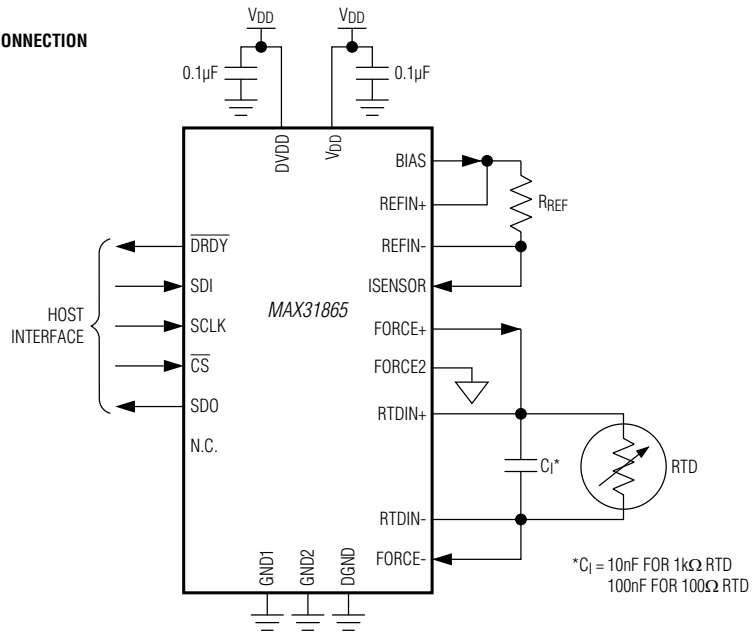 ONNECTION
VDD
VDD
0.1µF
0.1µF
DVDD
VDD
BIAS
REFIN+
RREF
REFIN-
ISENSOR
DRDY
SDI
SCLK
CS
SDO
N.C.
HOST
INTERFACE
MAX31865
FORCE+
FORCE2
RTDIN+
CI*
RTD
RTDIN-
FORCE-
GND1
GND2
DGND
*CI = 10nF FOR 1kΩ RTD
100nF FOR 100Ω RTD